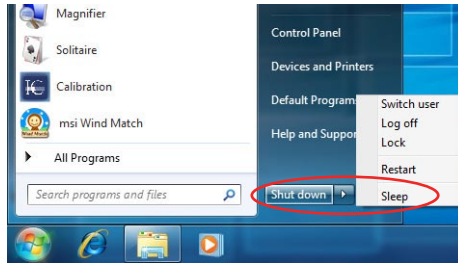 Magnifier
Solitaire
Calibration
msi Wind Match
All Programs
Search programs and files
Control Panel
Devices and Printers
Default Program
Help and Suppor
Shut down
Switch user
Log off
Lock
Restart
Sleep